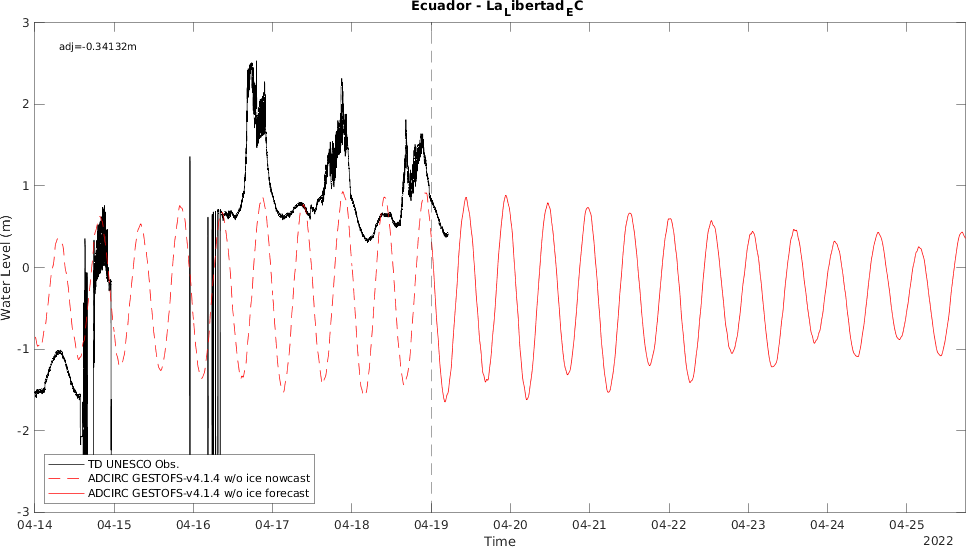 Ecuador - LaLibertadEC
adj=-0.34132m
3
2
1
0
-1
-2
-3
Water Level (m)
TD UNESCO Obs.
ADCIRC GESTOFS-v4.1.4 w/o ice nowcast
ADCIRC GESTOFS-v4.1.4 w/o ice forecast
04-14 04-15 04-16 04-17 04-18 04-19 04-20 04-21 04-22 04-23 04-24 04-25
Time
2022